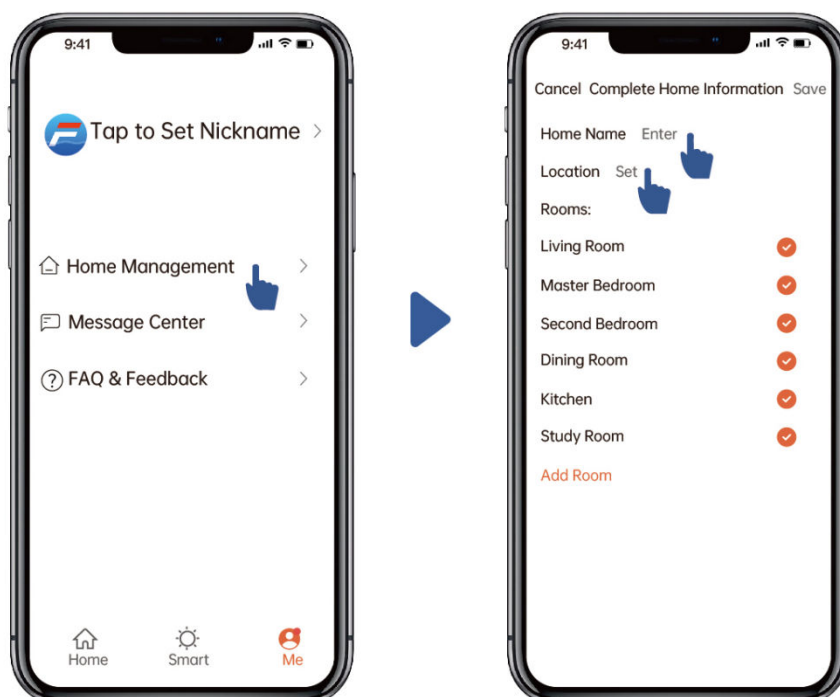 9:41
Tap to Set Nickname
Home Management
Message Center
FAQ & Feedback
Home
Smart
Me
9:41
Cancel Complete Home Information Save
Home Name Enter
Location Set
Rooms:
Living Room
Master Bedroom
Second Bedroom
Dining Room
Kitchen
Study Room
Add Room